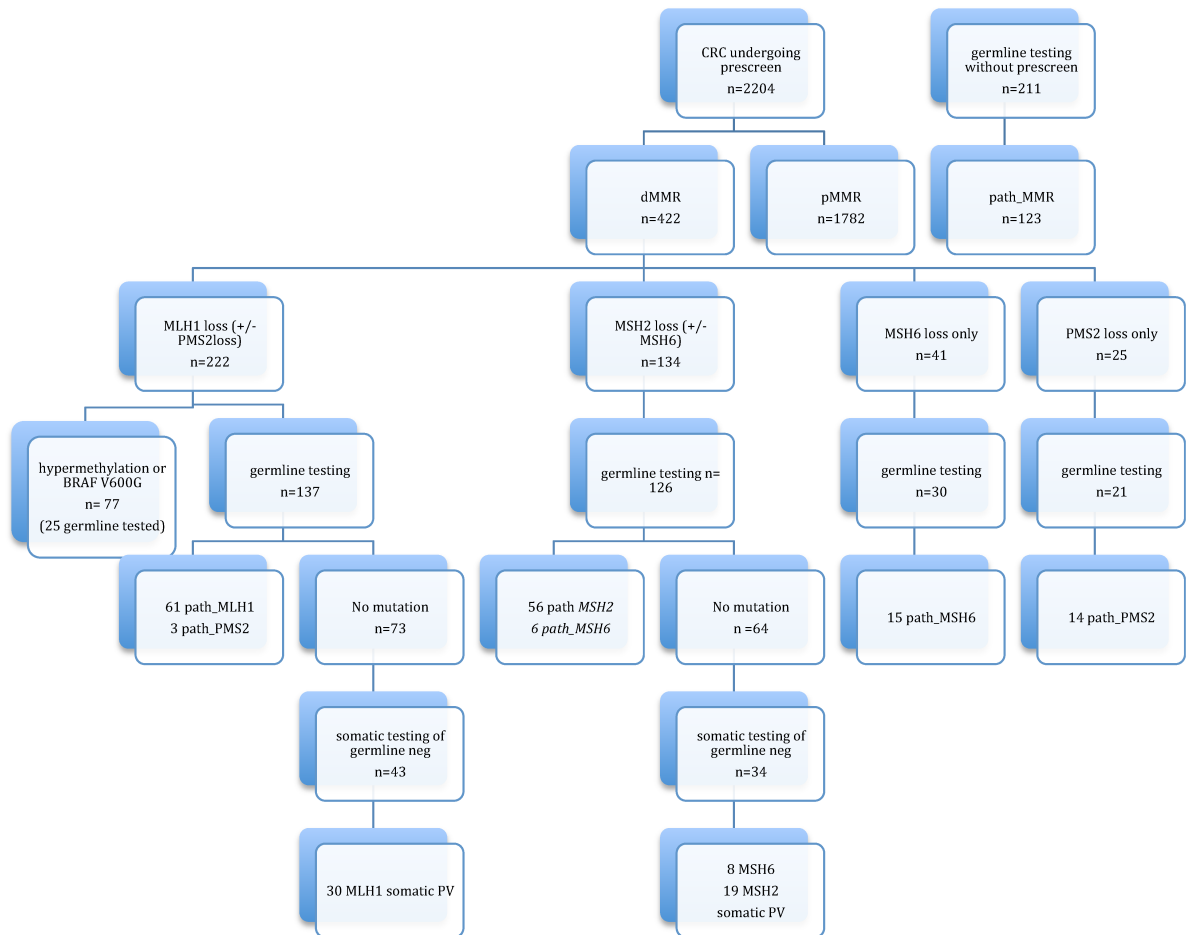 CRC undergoing
prescreen
n=2204
germline testing
without prescreen
n=211
dMMR
n=422
pMMR
n=1782
path_MMR
n=123
MLH1 loss (+/-
PMS2loss)
n=222
MSH2 loss (+/-
MSH6)
n=134
MSH6 loss only
n=41
PMS2 loss only
n=25
hypermethylation or
BRAF V600G
n= 77
(25 germline tested)
germline testing
n=137
germline testing n=
126
germline testing
n=30
germline testing
n=21
61 path_MLH1
3 path_PMS2
No mutation
n=73
56 path MSH2
6 path_MSH6
No mutation
n =64
15 path_MSH6
14 path_PMS2
somatic testing of
germline neg
n=43
somatic testing of
germline neg
n=34
30 MLH1 somatic PV
8 MSH6
19 MSH2
somatic PV